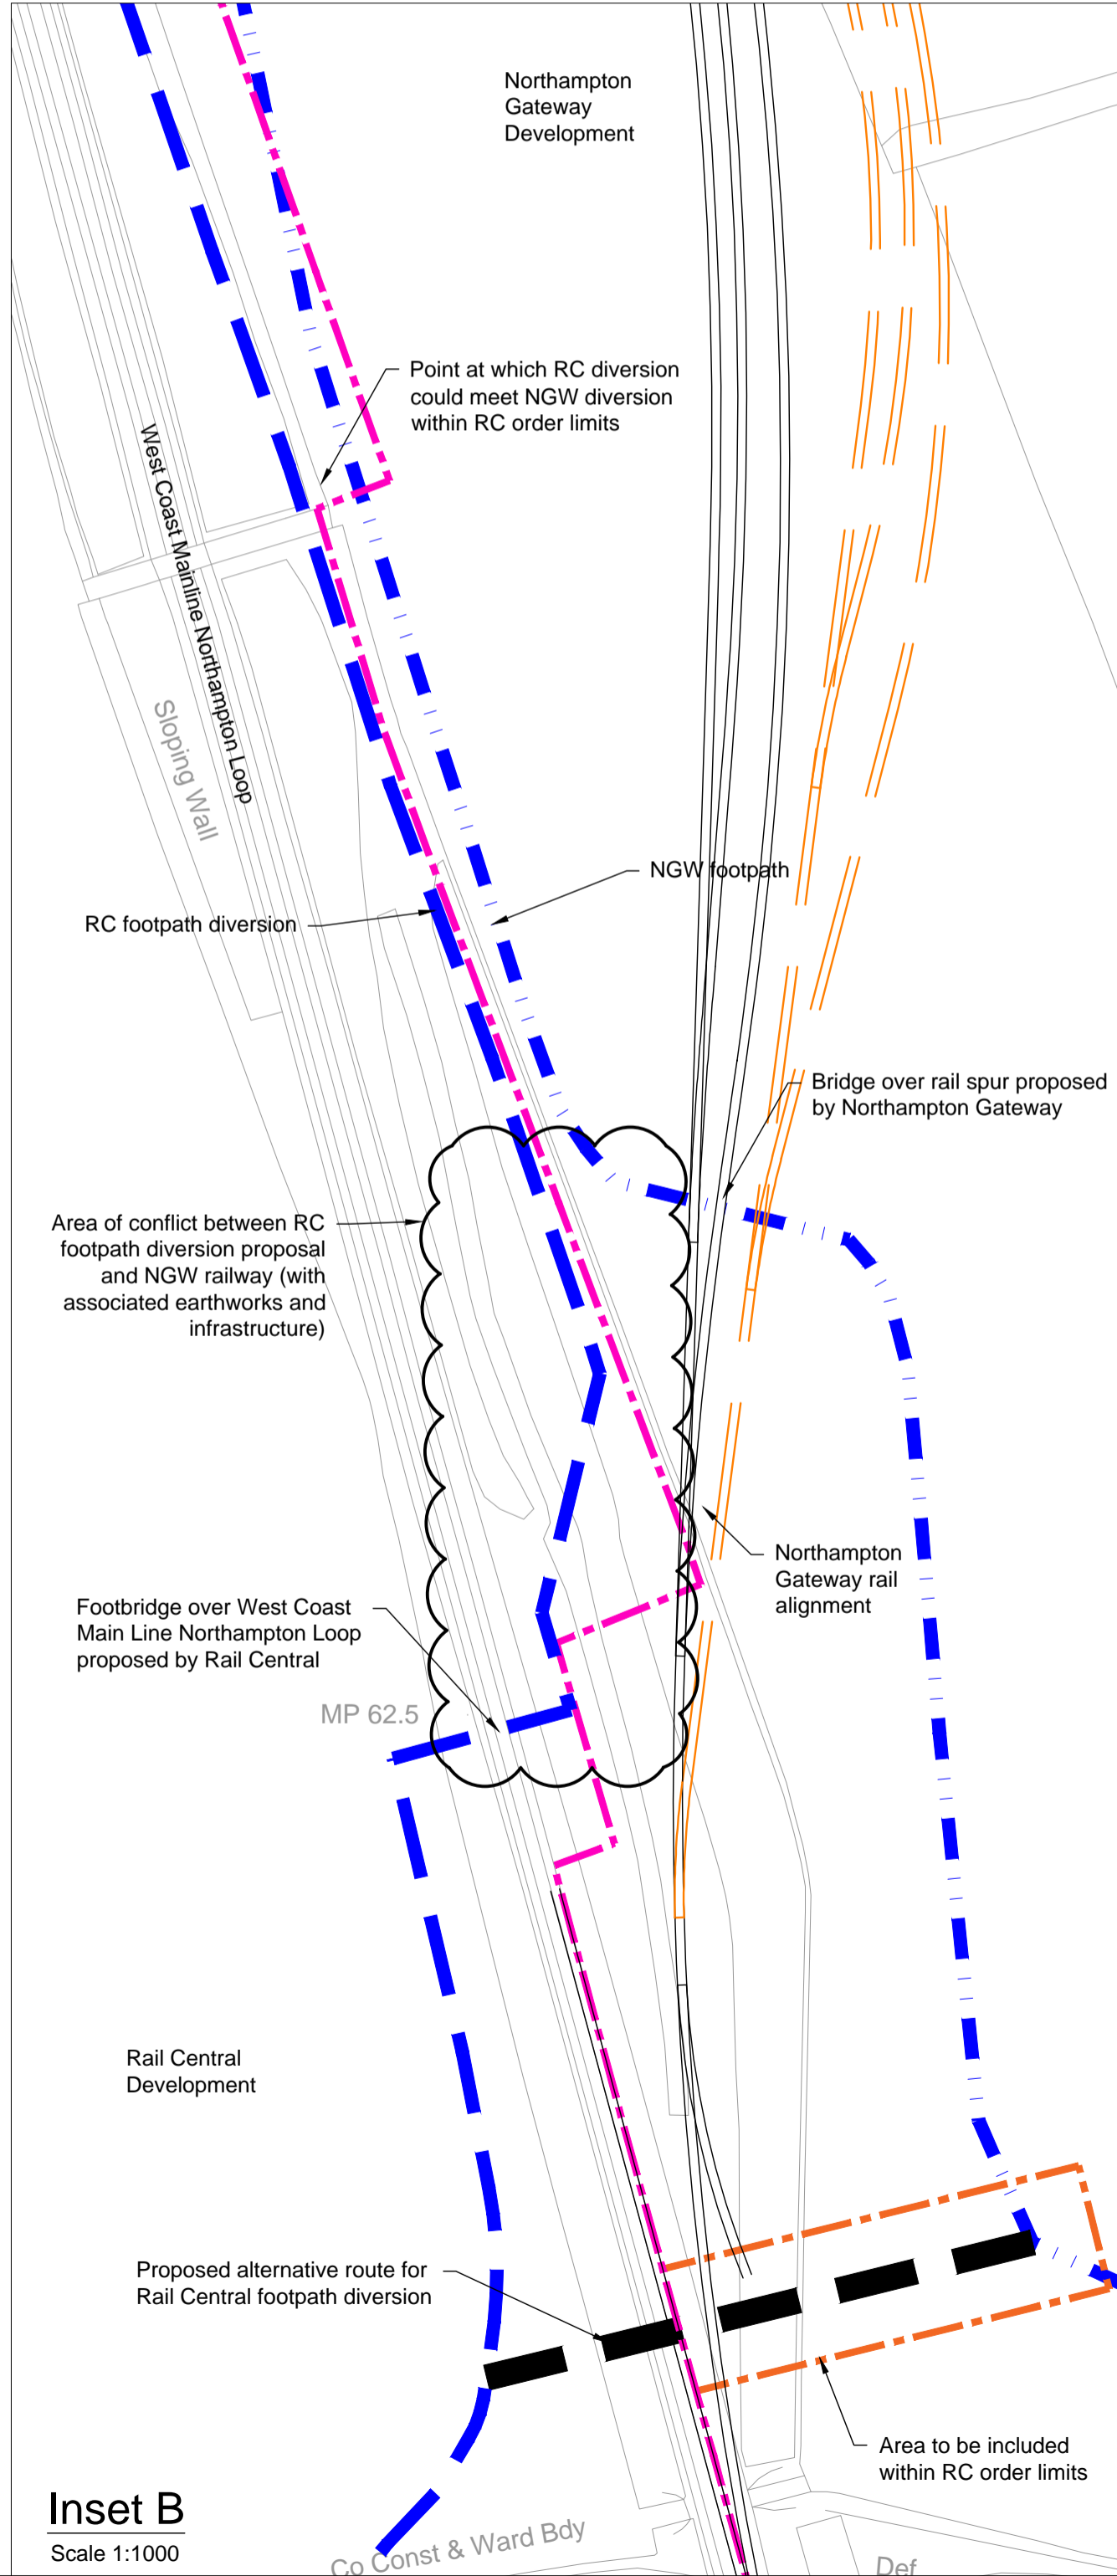 Northampton
Gateway
Development
Point at which RC diversion
could meet NGW diversion
within RC order limits
West Coast Mainline Northampton Loop
Sloping Wall
NGW footpath
RC footpath diversion
Bridge over rail spur proposed
by Northampton Gateway
Area of conflict between RC
footpath diversion proposal
and NGW railway (with
associated earthworks and
infrastructure)
Northampton
Gateway rail
alignment
Footbridge over West Coast
Main Line Northampton Loop
proposed by Rail Central
MP 62.5
Rail Central
Development
Proposed alternative route for
Rail Central footpath diversion
Area to be included
within RC order limits
Inset B
Scale 1:1000
Co Const & Ward Bdy
Def